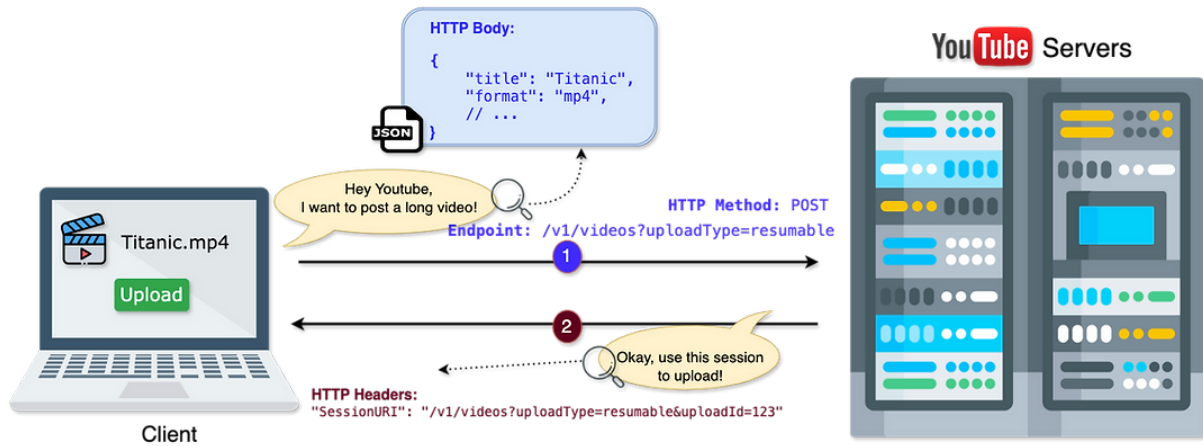 HTTP Body:
{
"title": "Titanic",
"format": "mp4",
// ...
}
JSON
YouTube Servers
Hey Youtube,
I want to post a long video!
HTTP Method: POST
Endpoint: /v1/videos?uploadType=resumable
1
Titanic.mp4
Upload
2
Okay, use this session
to upload!
HTTP Headers:
"SessionURI": "/v1/videos?uploadType=resumable&uploadId=123"
Client